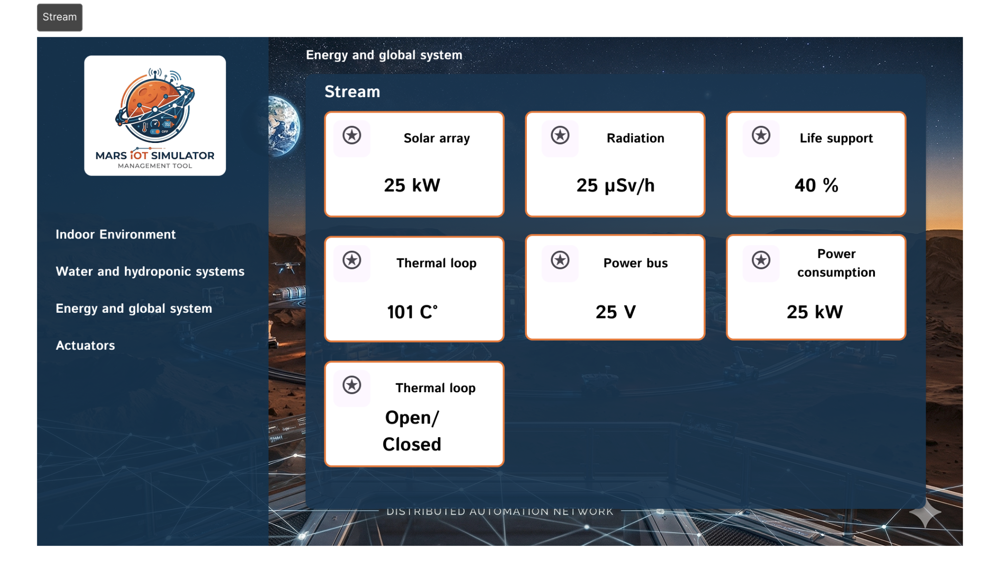 Stream
OFF
MARS iOT SIMULATOR
MANAGEMENT TOOL
Indoor Environment
Water and hydroponic systems
Energy and global system
Actuators
Energy and global system
Stream
Solar array
25 kW
Radiation
25 µSv/h
Life support
40 %
Thermal loop
101 C°
Power bus
25 V
Power
consumption
25 kW
Thermal loop
Open/
Closed
DISTRIBUTED AUTOMATION NETWORK